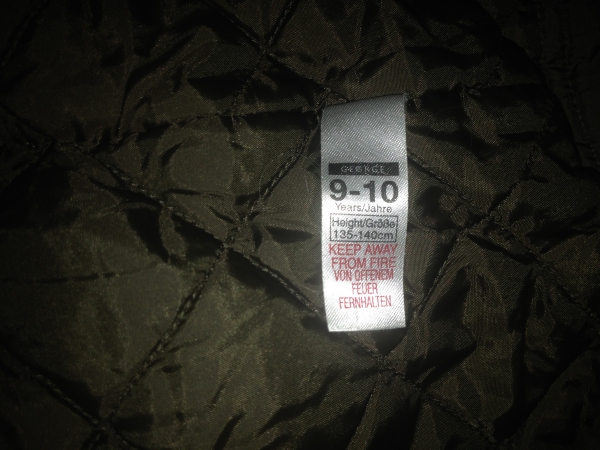 GEORGE
9-10
Years/Jahre
Height/Größe
135-140cm
KEEP AWAY
FROM FIRE
VON OFFENEM
FEUER
FERNHALTEN